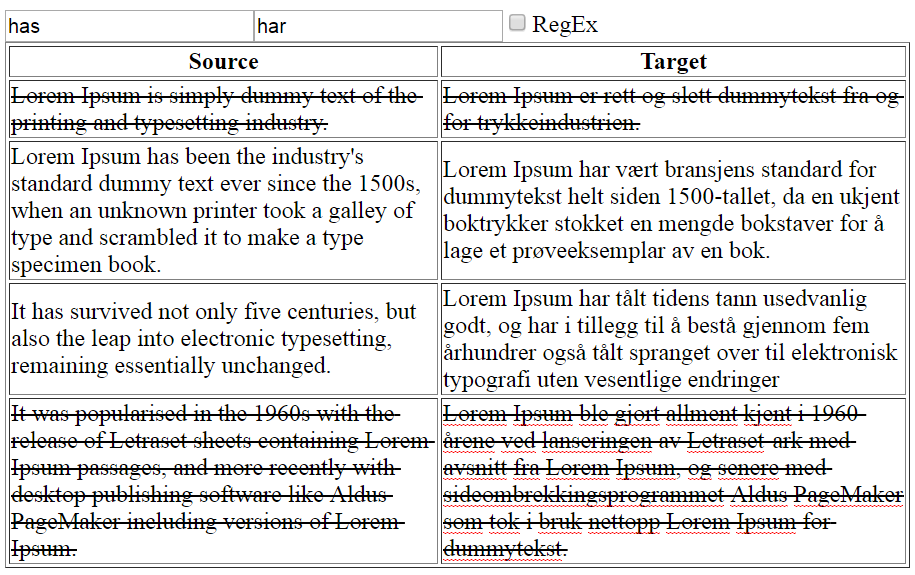 has
har
RegEx
Source
Target
Lorem Ipsum is simply dummy text of the
printing and typesetting industry.
Lorem Ipsum er rett og slett dummytekst fra og
for trykkeindustrien.
Lorem Ipsum has been the industry's
standard dummy text ever since the 1500s,
when an unknown printer took a galley of
type and scrambled it to make a type
specimen book.
Lorem Ipsum har vært bransjens standard for
dummytekst helt siden 1500-tallet, da en ukjent
boktrykker stokket en mengde bokstaver for å
lage et prøveeksemplar av en bok.
It has survived not only five centuries, but
also the leap into electronic typesetting,
remaining essentially unchanged.
Lorem Ipsum har tålt tidens tann usedvanlig
godt, og har i tillegg til å bestå gjennom fem
århundrer også tålt spranget over til elektronisk
typografi uten vesentlige endringer
It was popularised in the 1960s with the
release of Letraset sheets containing Lorem
Ipsum passages, and more recently with
desktop publishing software like Aldus
PageMaker including versions of Lorem
Ipsum.
Lorem Ipsum ble gjort allment kjent i 1960-
årene ved lanseringen av Letraset-ark med
avsnitt fra Lorem Ipsum, og senere med
sideombrekkingsprogrammet Aldus PageMaker
som tok i bruk nettopp Lorem Ipsum for
dummytekst.